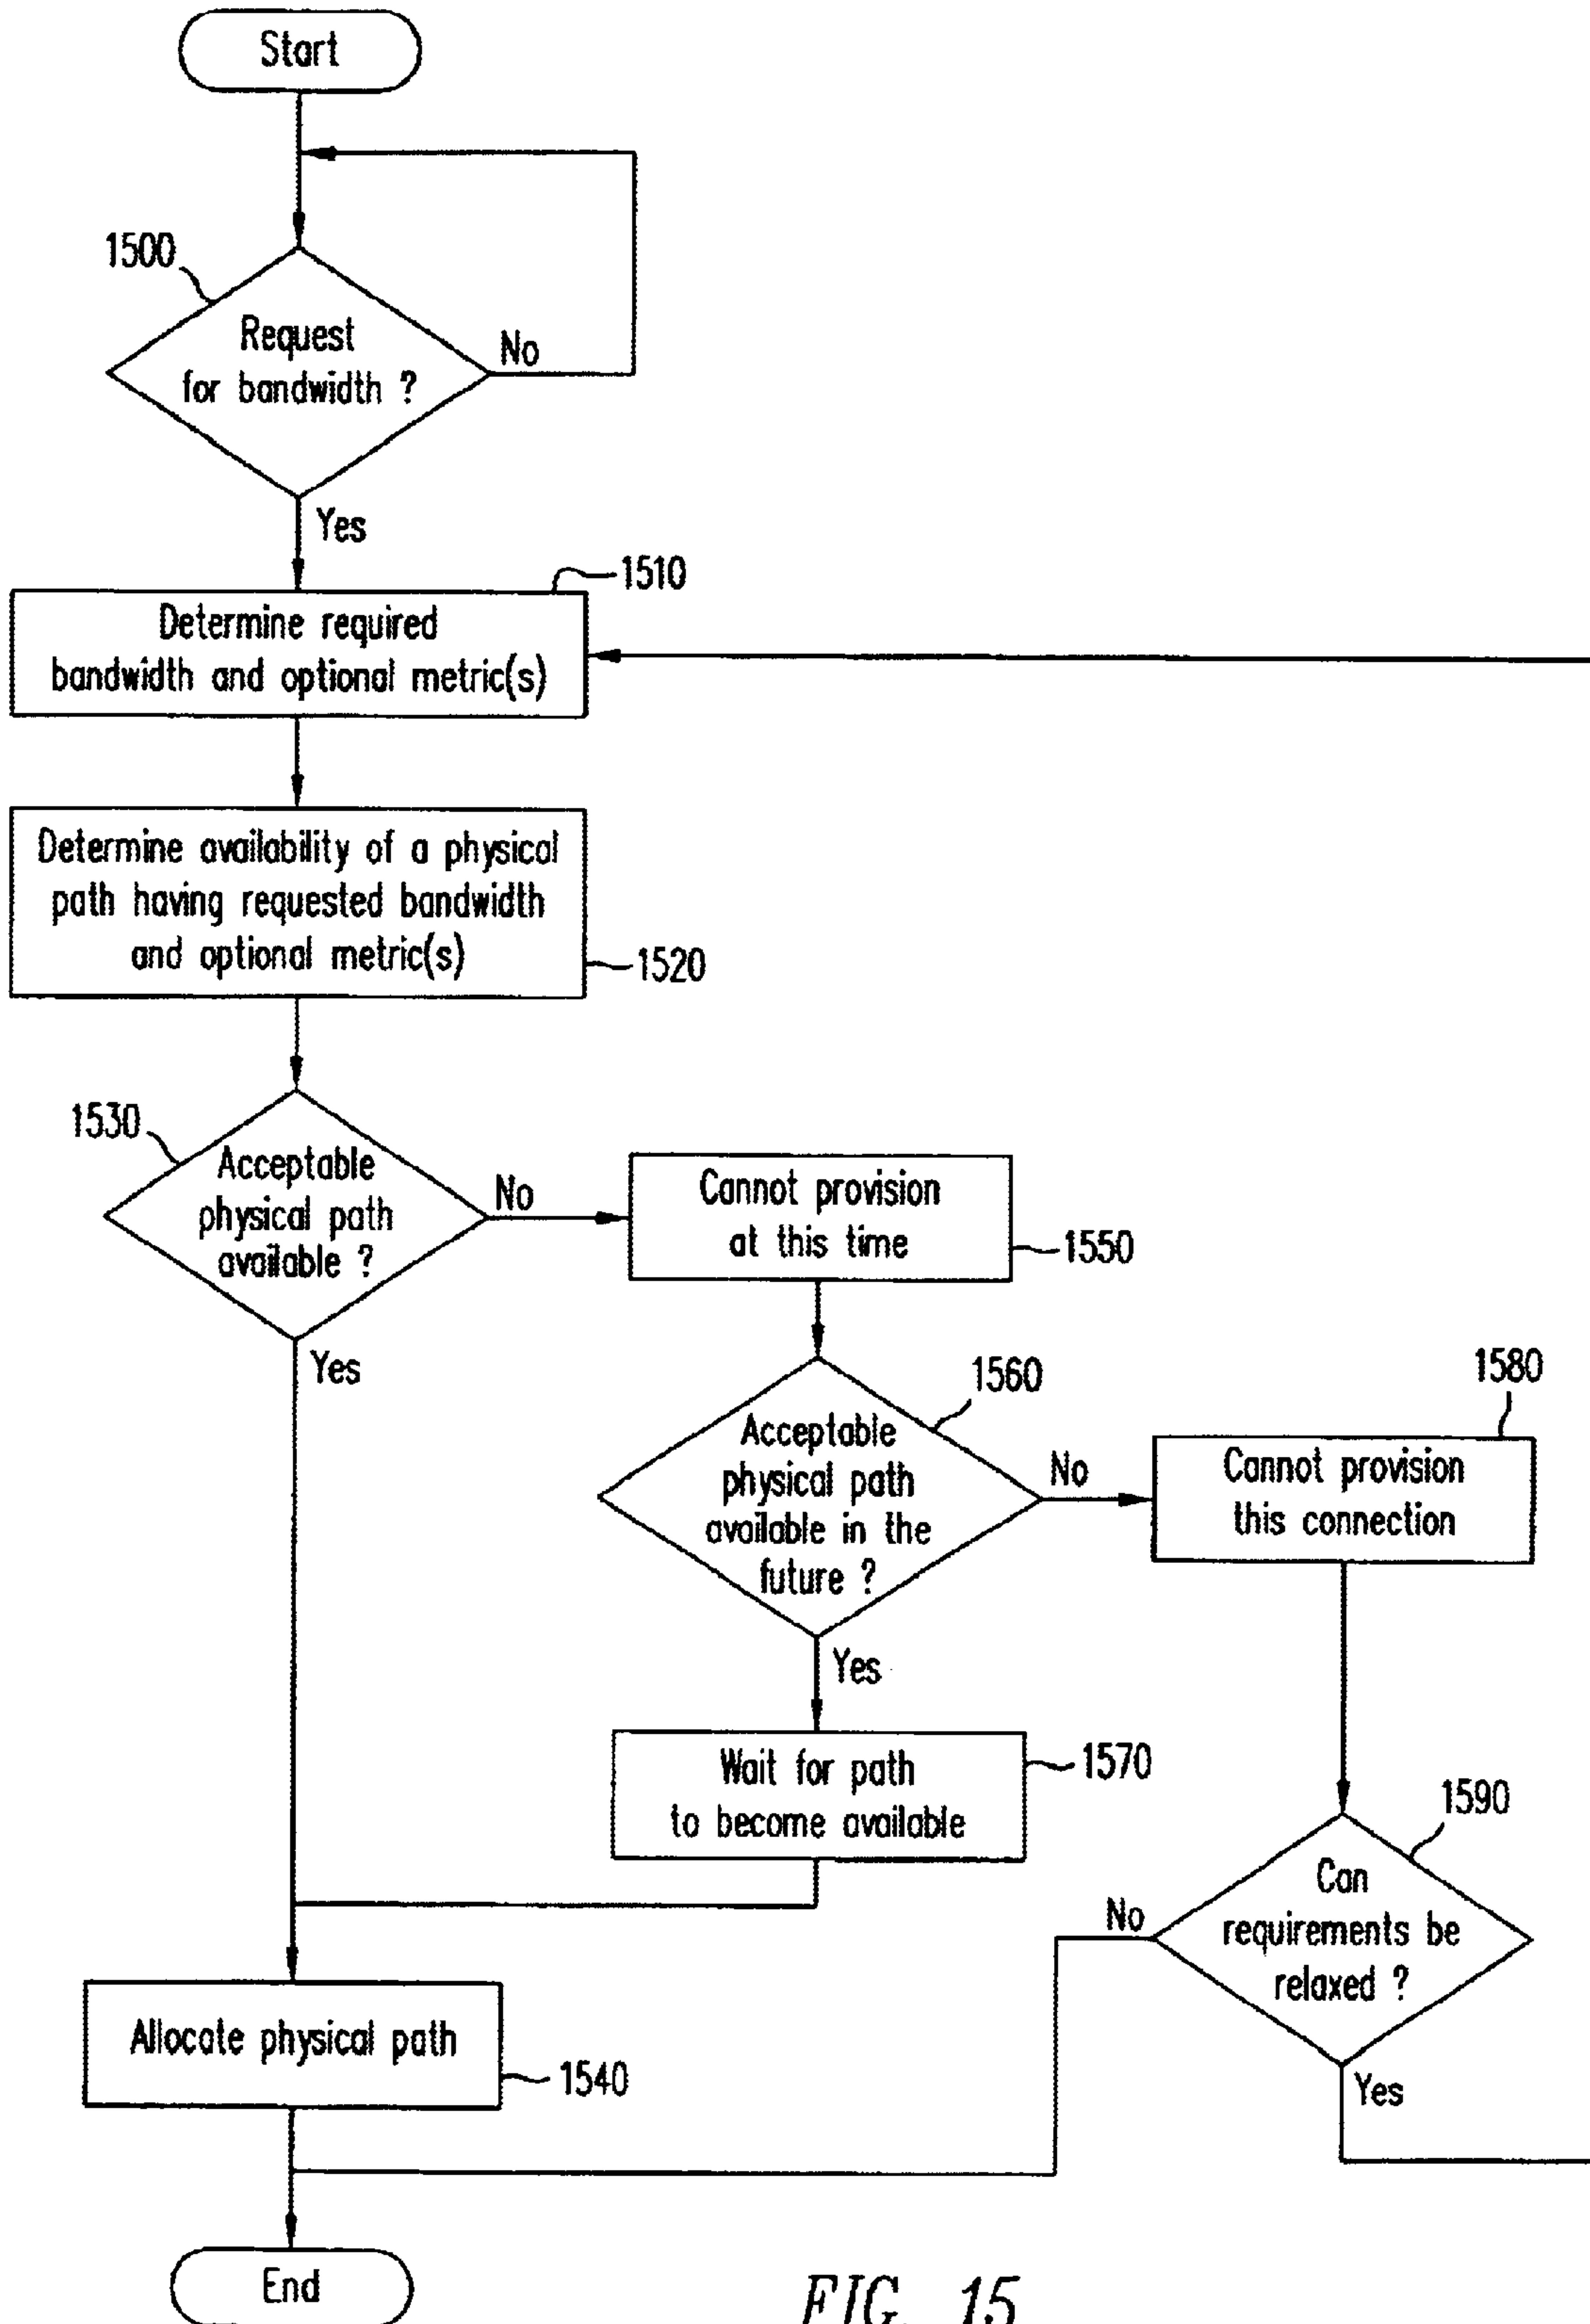 Start
1500
Request
for bandwidth ?
No
Yes
1510
Determine required
bandwidth and optional metric(s)
Determine availability of a physical
path having requested bandwidth
and optional metric(s)
1520
1530
Acceptable
physical path
available ?
No
Yes
Cannot provision
at this time
1550
1560
Acceptable
physical path
available in the
future ?
No
Yes
1580
Cannot provision
this connection
Wait for path
to become available
1570
1590
Can
requirements be
relaxed ?
No
Yes
Allocate physical path
1540
End
FIG. 15